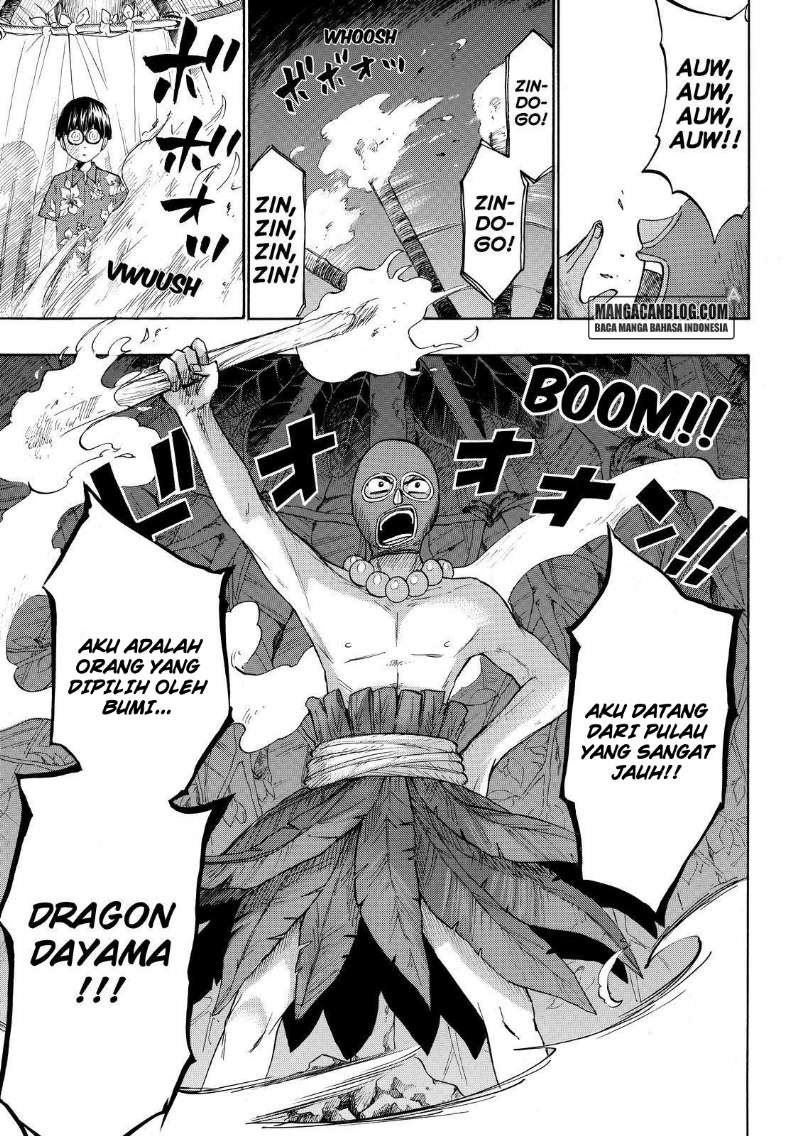 AUW,
AUW,
AUW,
AUW!!
WHOOSH
ボボォッ
ZIN-
DO-
GO!
ZIN-
DO-
GO!
ZIN,
ZIN,
ZIN,
ZIN!
ボボォッ
VWUUSH
MANGACANBLOG.COM
BACA MANGA BAHASA INDONESIA
BOOM!!
ドオオオン!!
AKU DATANG
DARI PULAU
YANG SANGAT
JAUH!!
AKU ADALAH
ORANG YANG
DIPILIH OLEH
BUMI...
DRAGON
DAYAMA
!!!